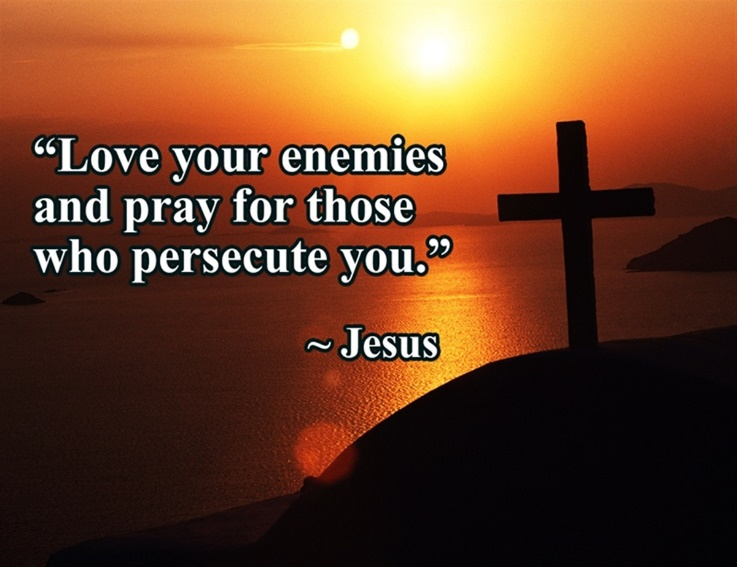 “Love your enemies
and pray for those
who persecute you.”
~ Jesus